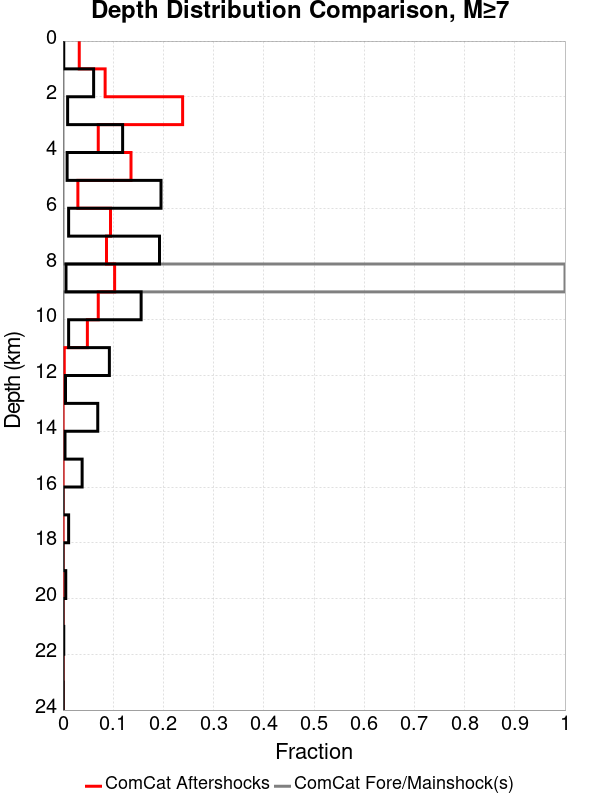 Depth Distribution Comparison, M≥7
0
2
4
6
8
10
12
14
16
18
20
22
24
Depth (km)
0 0.1 0.2 0.3 0.4 0.5 0.6 0.7 0.8 0.9 1
Fraction
ComCat Aftershocks ComCat Fore/Mainshock(s)